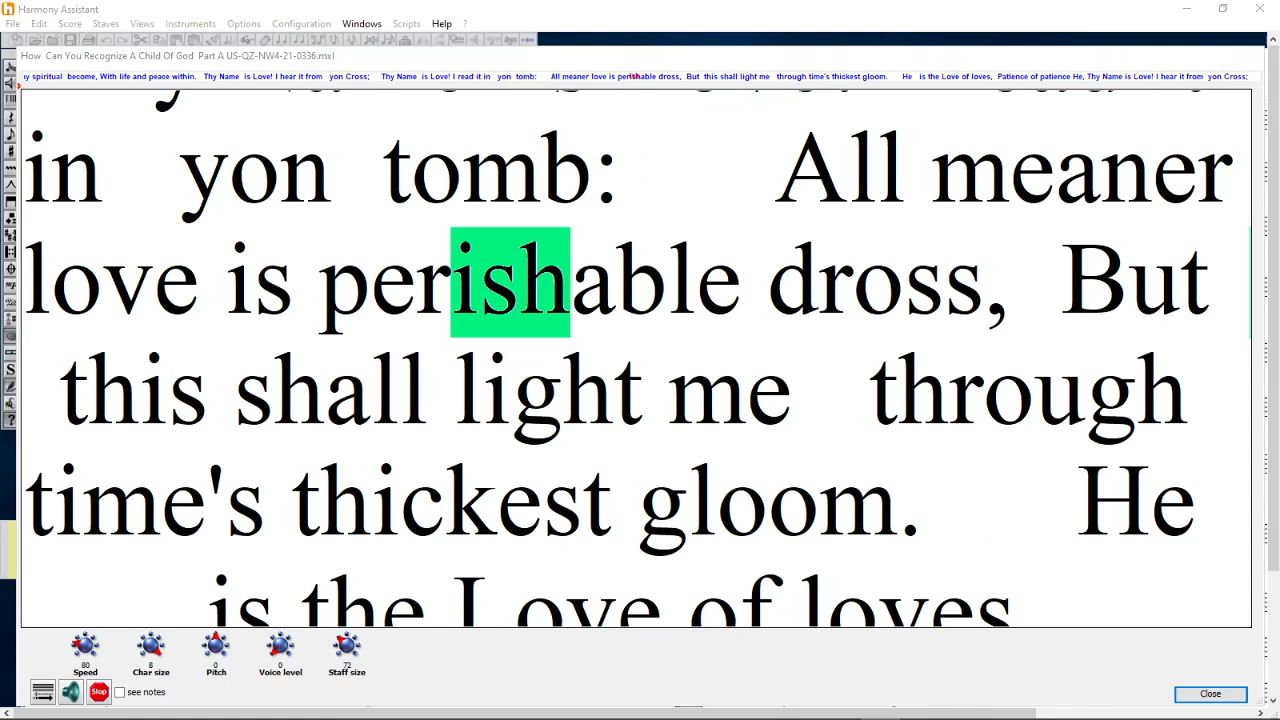 Harmony Assistant
File Edit Score Staves Views Instruments Options Configuration Windows Scripts Help ?
How Can You Recognize A Child Of God Part A US-QZ-NW4-21-0336.mxl
y spiritual become, With life and peace within. Thy Name is Love! I hear it from yon Cross; Thy Name is Love! I read it in yon tomb: All meaner love is perishable dross, But this shall light me through time's thickest gloom. He is the Love of loves, Patience of patience He, Thy Name is Love! I hear it from yon Cross;
in yon tomb: All meaner
love is perishable dross, But
this shall light me through
time's thickest gloom. He
is the Love of loves
80 8 0 0 72
Speed Char size Pitch Voice level Staff size
Stop see notes
Close